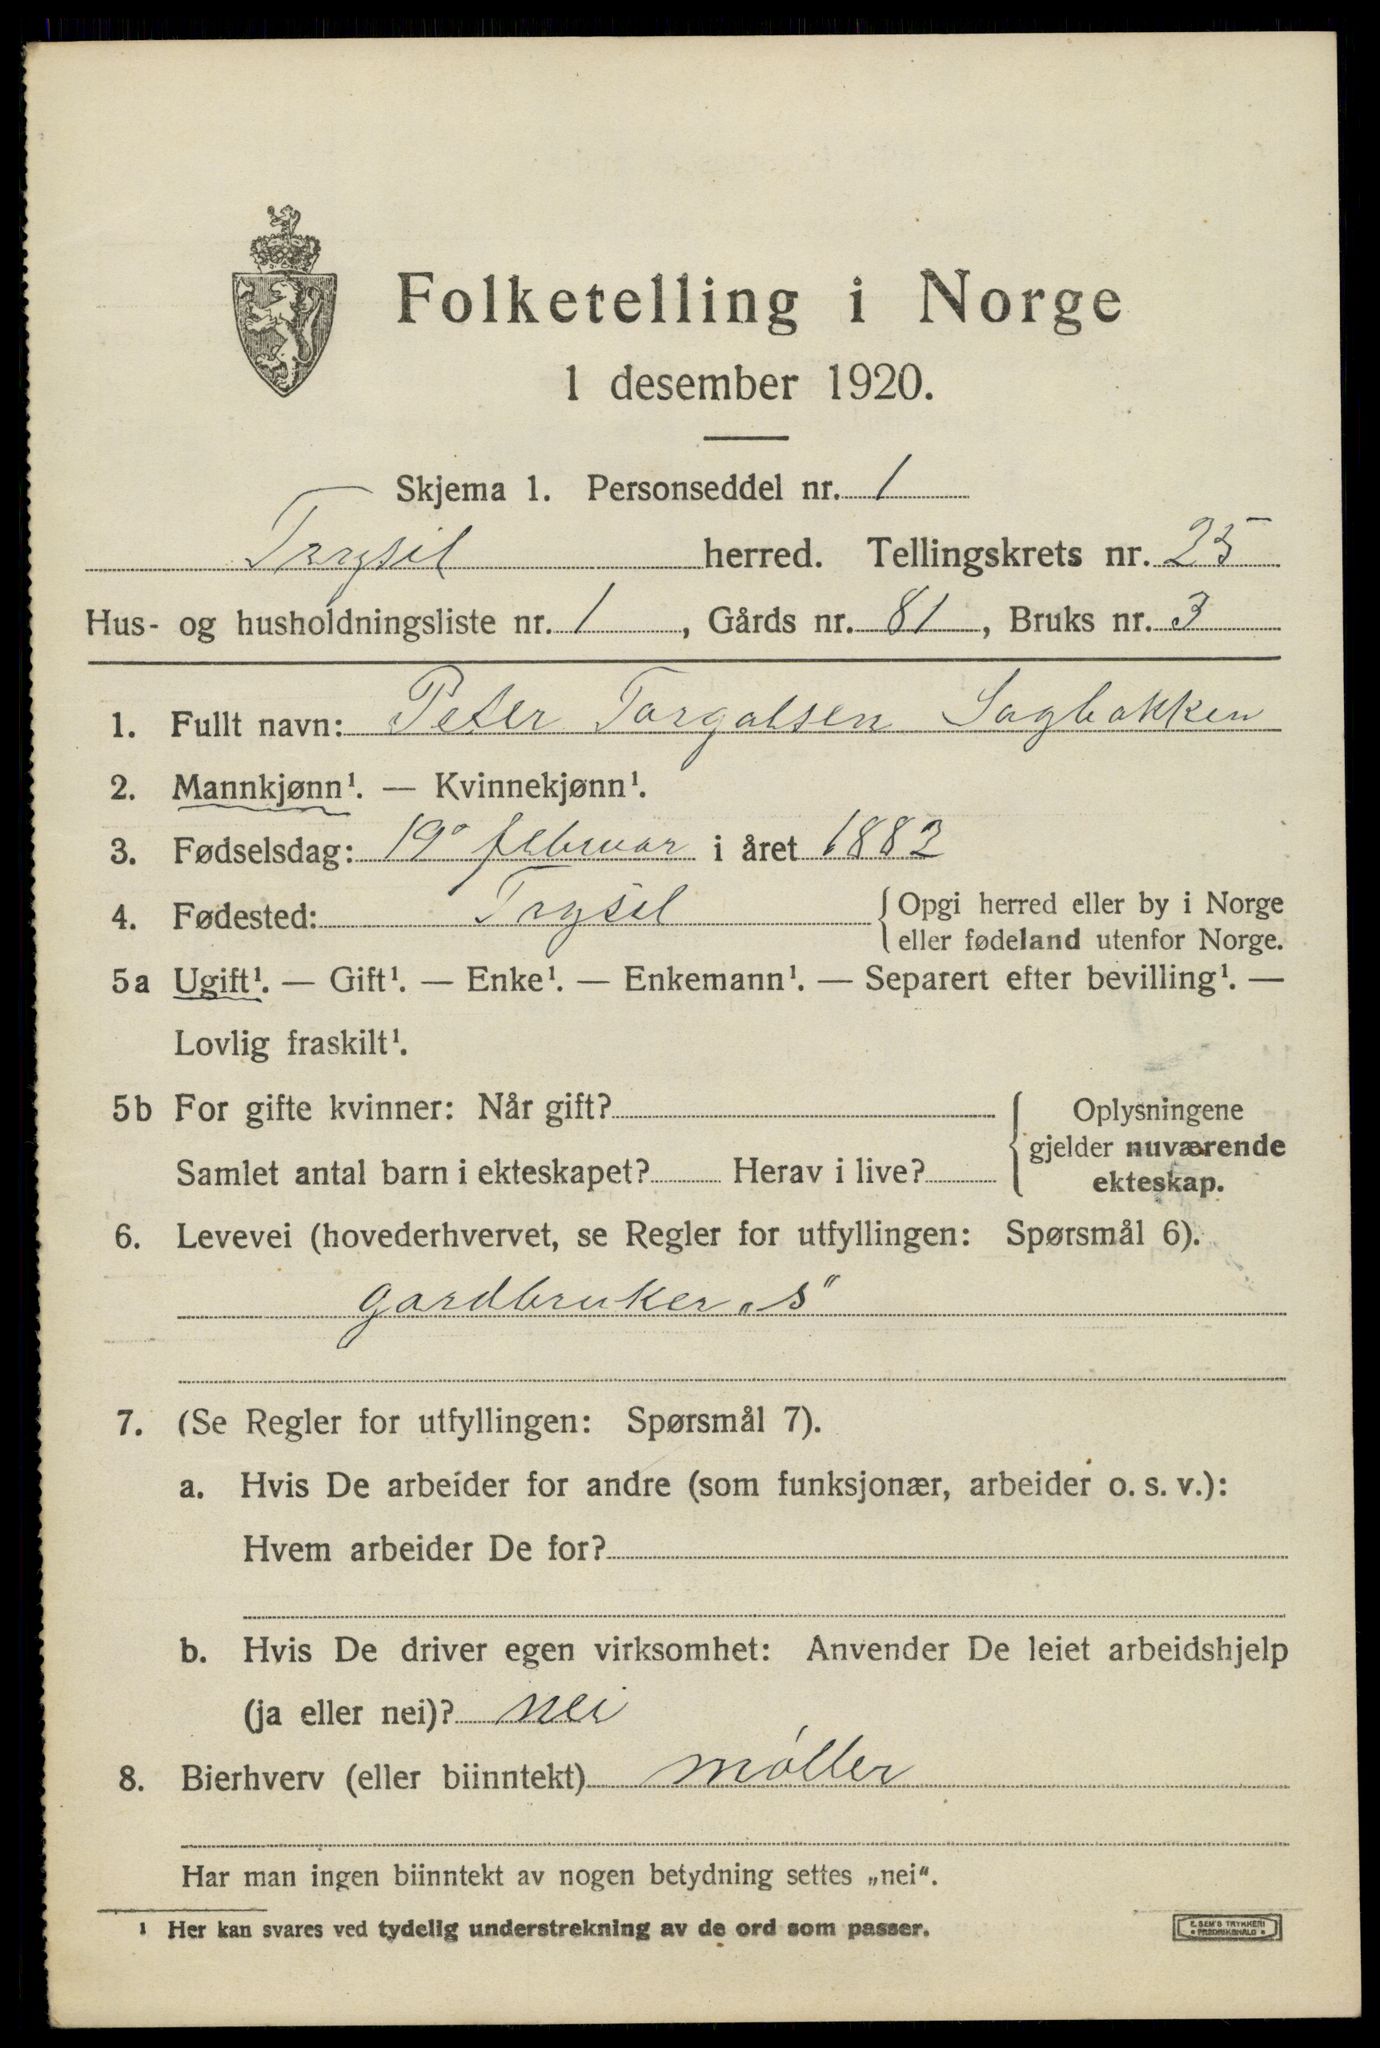 Folketelling i Norge
1 desember 1920.
Skjema 1. Personseddel nr. 1
Trysil herred. Tellingskrets nr. 25
Hus- og husholdningsliste nr. 1, Gårds nr. 81, Bruks nr. 3
1. Fullt navn: Peter Torgalsen Sagbakken
2. Mannkjønn¹. — Kvinnekjønn¹.
3. Fødselsdag: 19º februar i året 1882
4. Fødested: Trysil {Opgi herred eller by i Norge
eller fødeland utenfor Norge.
5a Ugift¹. — Gift¹. — Enke¹. — Enkemann¹. — Separert efter bevilling¹. —
Lovlig fraskilt¹.
5b For gifte kvinner: Når gift? {Oplysningene
gjelder nuværende
Samlet antal barn i ekteskapet? Herav i live? ekteskap.
6. Levevei (hovederhvervet, se Regler for utfyllingen: Spørsmål 6).
gardbruker „s"
7. (Se Regler for utfyllingen: Spørsmål 7).
a. Hvis De arbeider for andre (som funksjonær, arbeider o. s. v.):
Hvem arbeider De for?
b. Hvis De driver egen virksomhet: Anvender De leiet arbeidshjelp
(ja eller nei)? nei
8. Bierhverv (eller biinntekt) møller
Har man ingen biinntekt av nogen betydning settes „nei“.
¹ Her kan svares ved tydelig understrekning av de ord som passer.
E. SEM'S TRYKKERI
• FREDRIKSHALD •